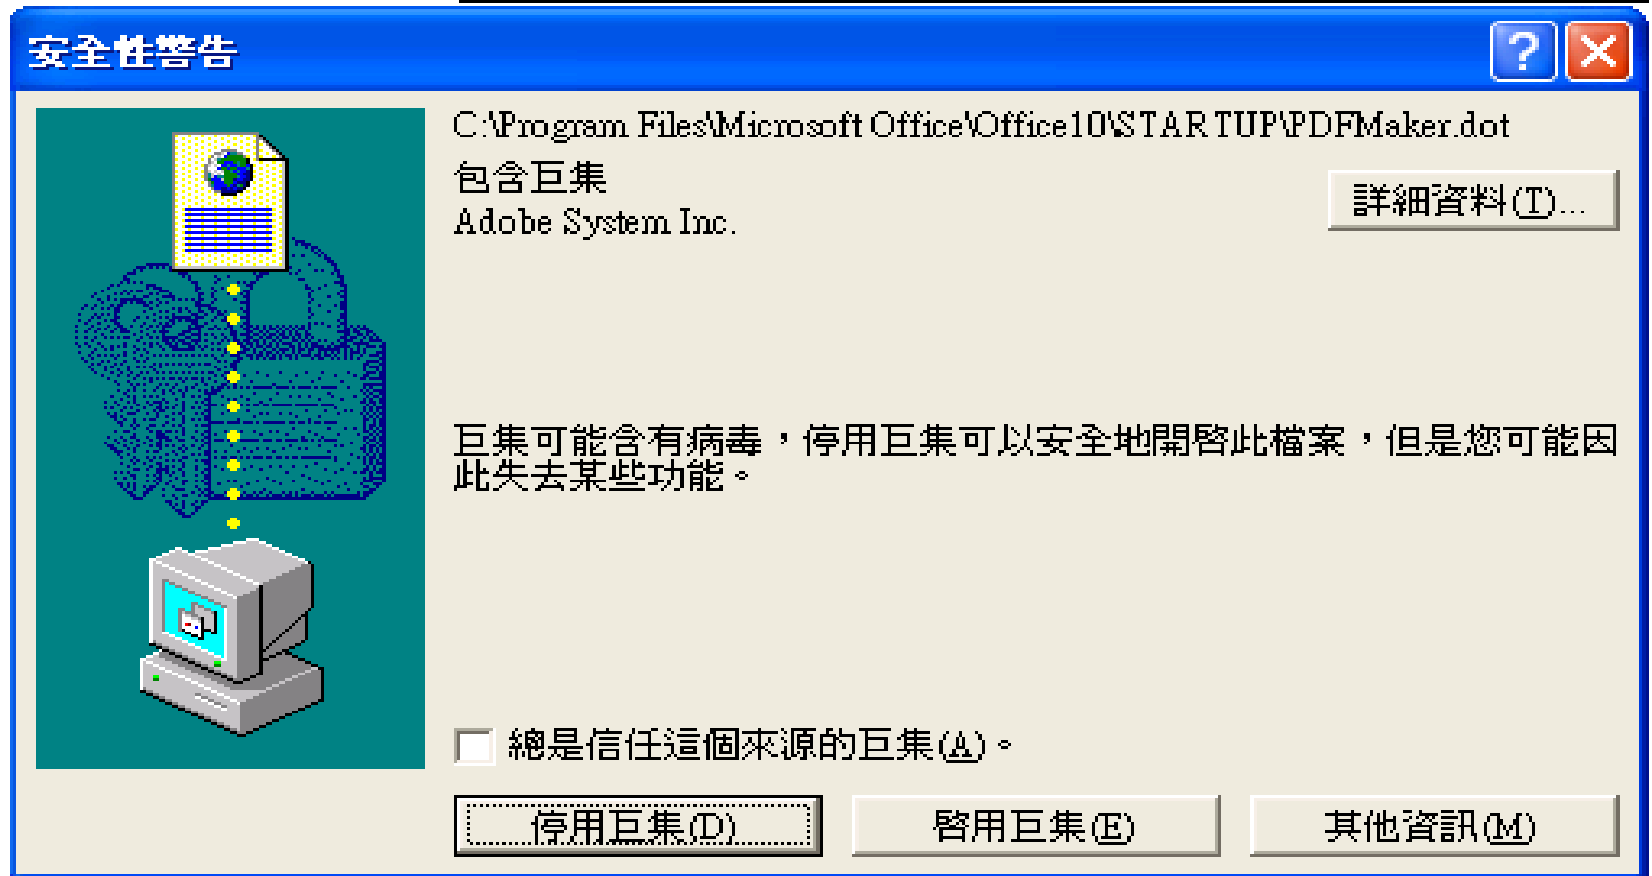 安全性警告
C:\Program Files\Microsoft Office\Office10\STARTUP\PDFMaker.dot
包含巨集
詳細資料(T)...
Adobe System Inc.
巨集可能含有病毒，停用巨集可以安全地開啓此檔案，但是您可能因
此失去某些功能。
總是信任這個來源的巨集(A)。
停用巨集(D)
啓用巨集(E)
其他資訊(M)